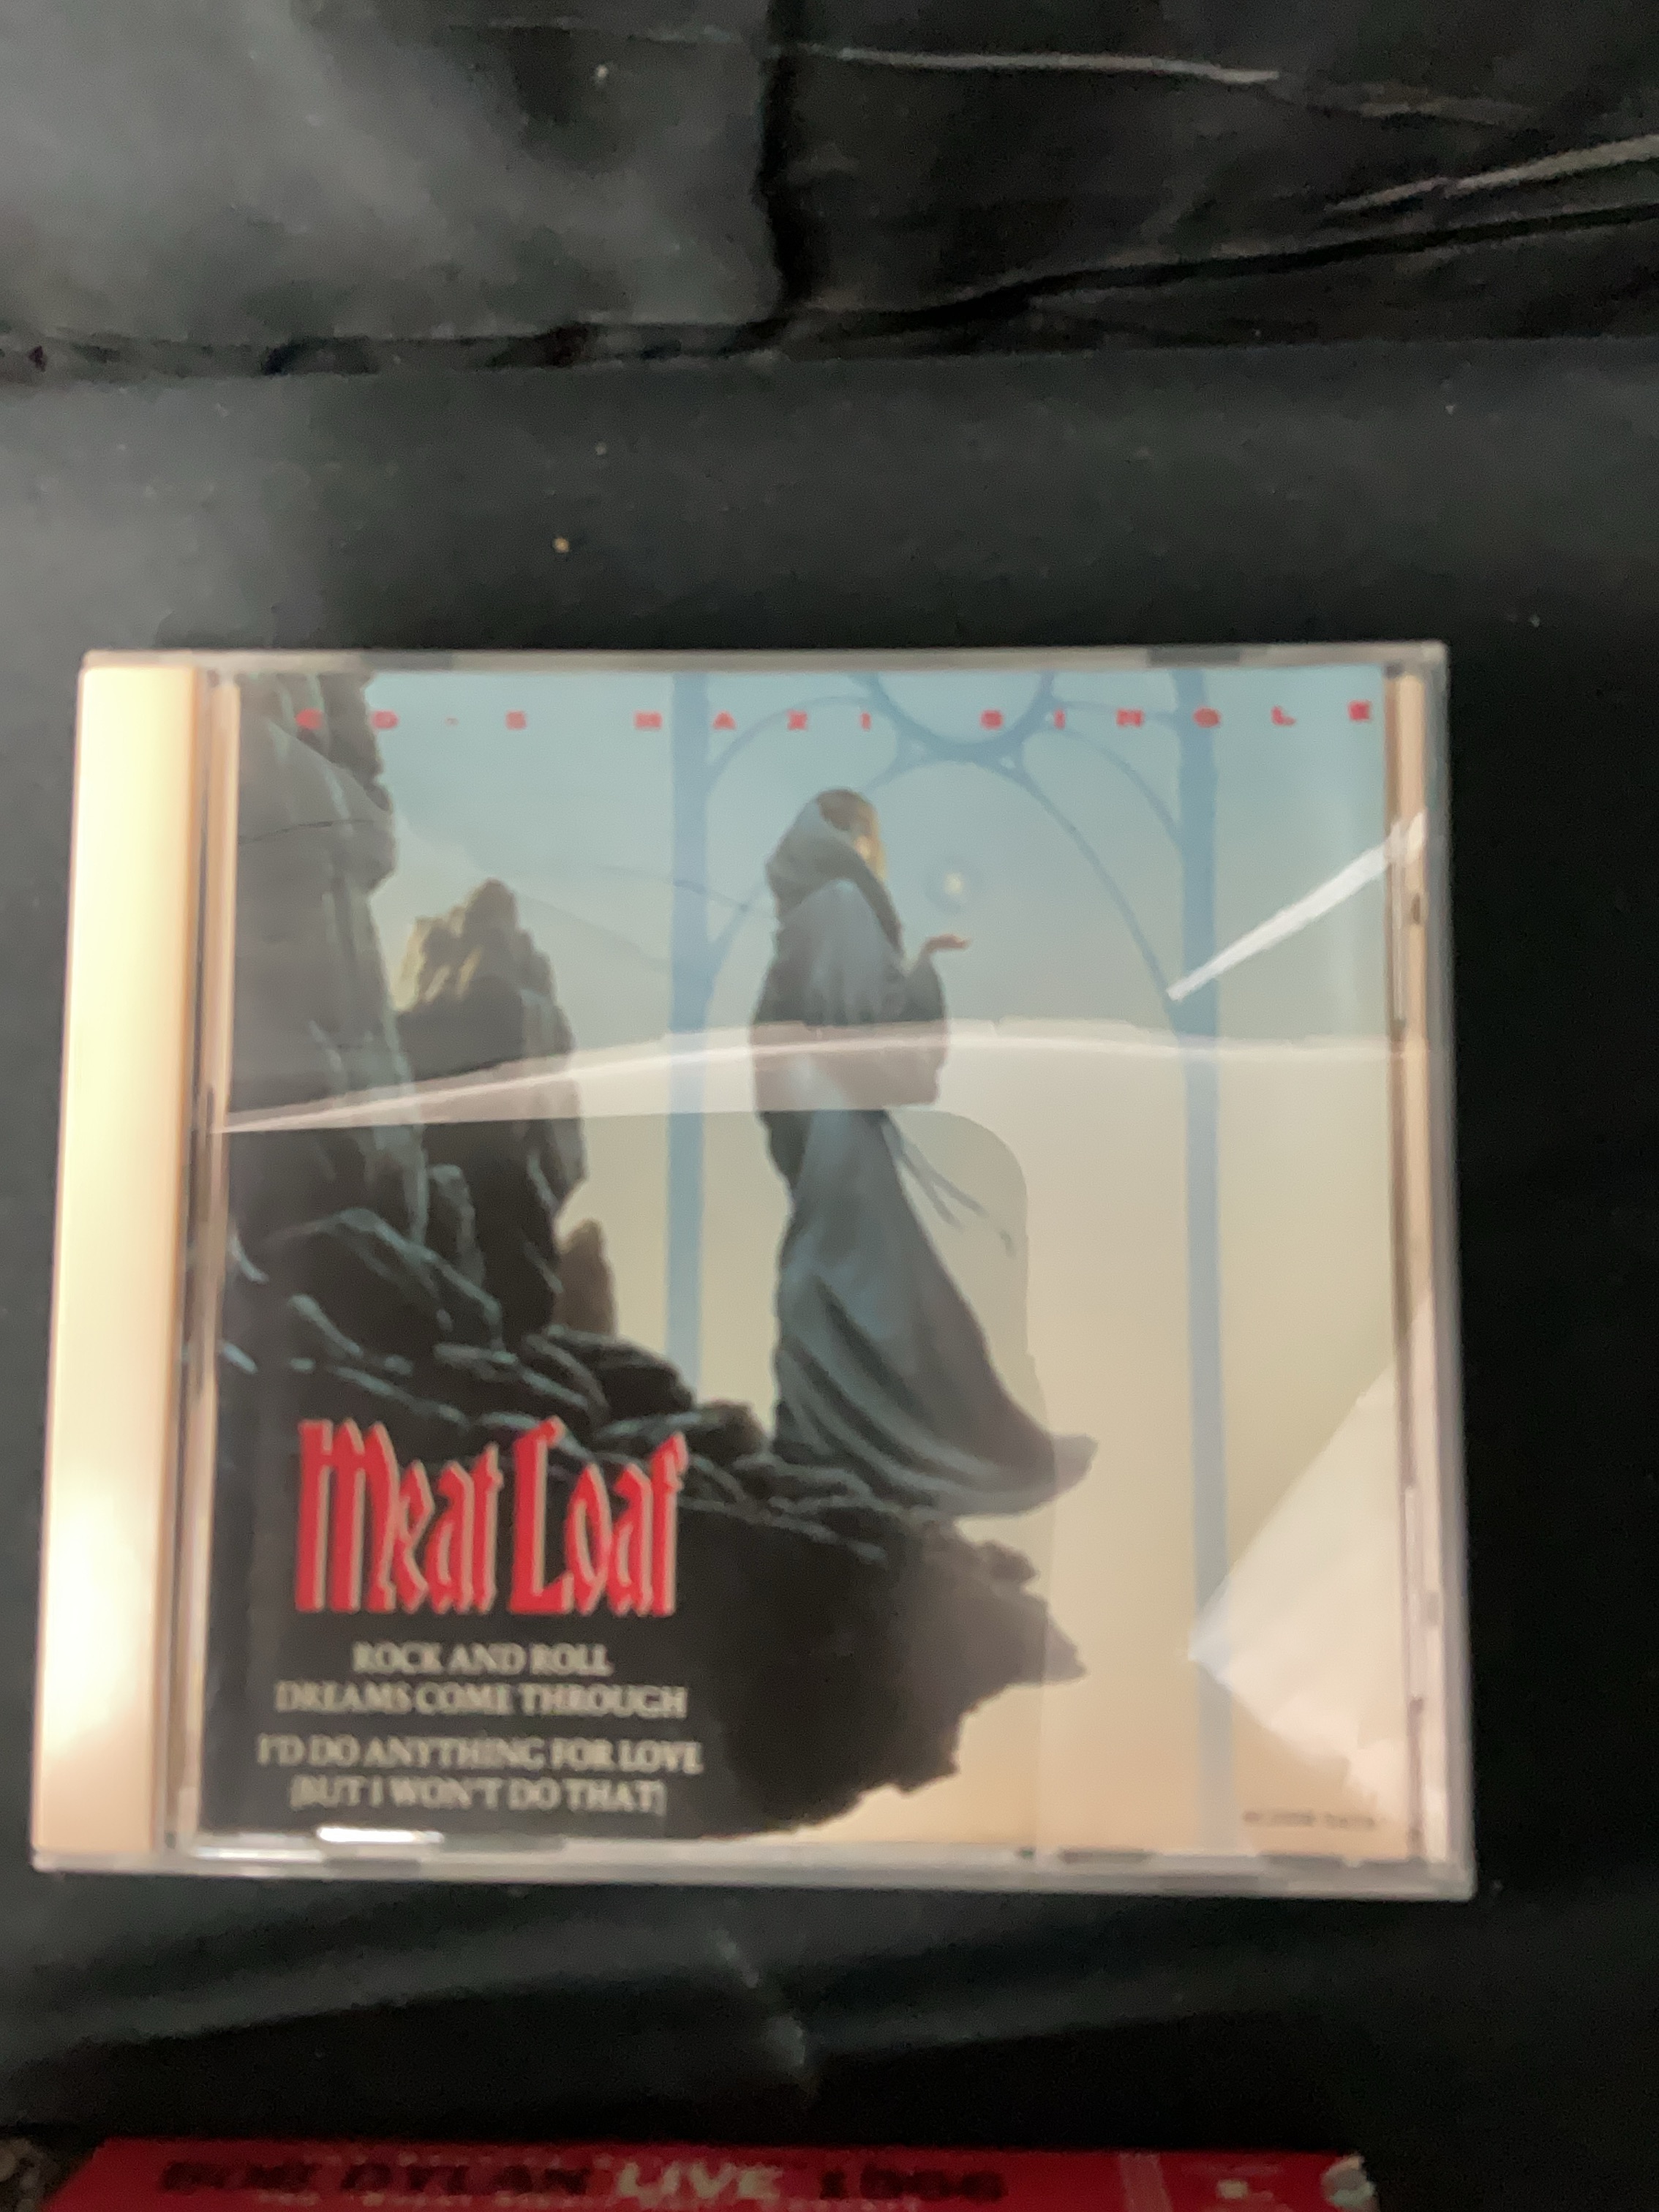 CD-5 MAXI SINGLE
Meat Loaf
ROCK AND ROLL
DREAMS COME THROUGH
I'D DO ANYTHING FOR LOVE
(BUT I WON'T DO THAT)
BOB DYLAN LIVE 1966